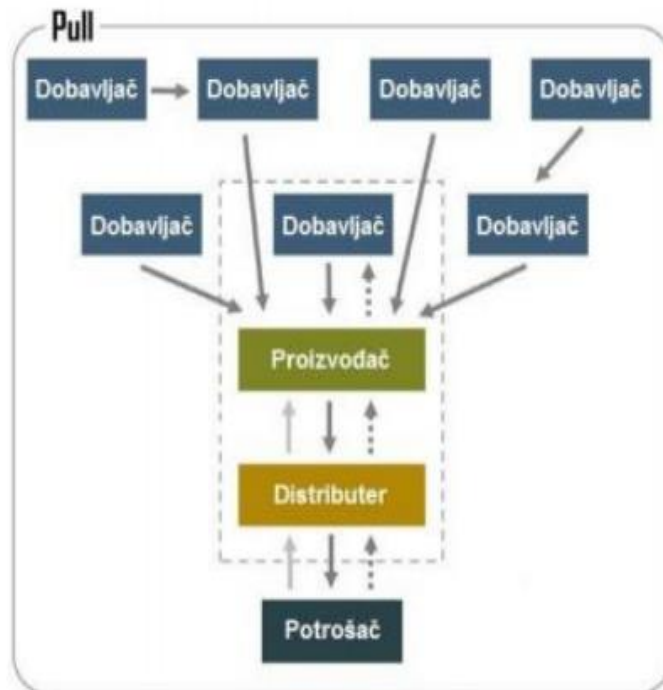 Pull
Dobavljač
Dobavljač
Dobavljač
Dobavljač
Dobavljač
Dobavljač
Dobavljač
Proizvođač
Distributer
Potrošač